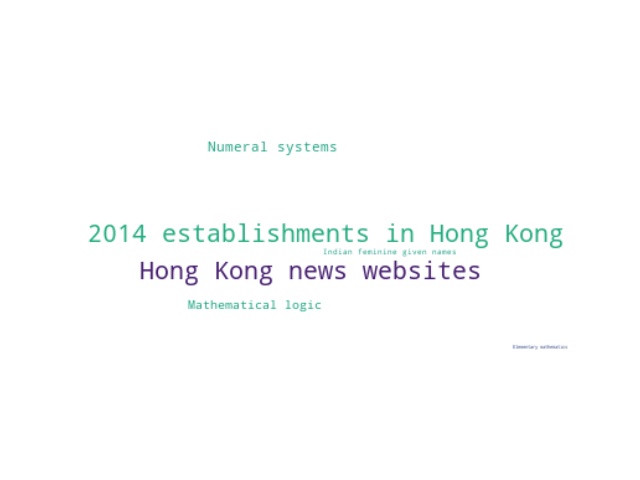 Numeral systems
2014 establishments in Hong Kong
Indian feminine given names
Hong Kong news websites
Mathematical logic
Elementary mathematics